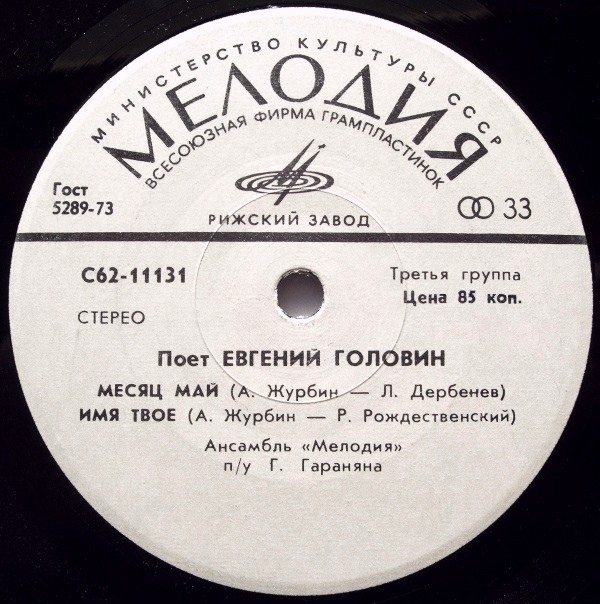 МИНИСТЕРСТВО КУЛЬТУРЫ СССР
МЕЛОДИЯ
ВСЕСОЮЗНАЯ ФИРМА ГРАМПЛАСТИНОК
Гост
5289-73
РИЖСКИЙ ЗАВОД
33
С62-11131
Третья группа
Цена 85 коп.
СТЕРЕО
Поет ЕВГЕНИЙ ГОЛОВИН
МЕСЯЦ МАЙ (А. Журбин — Л. Дербенев)
ИМЯ ТВОЕ (А. Журбин — Р. Рождественский)
Ансамбль «Мелодия»
п/у Г. Гараняна